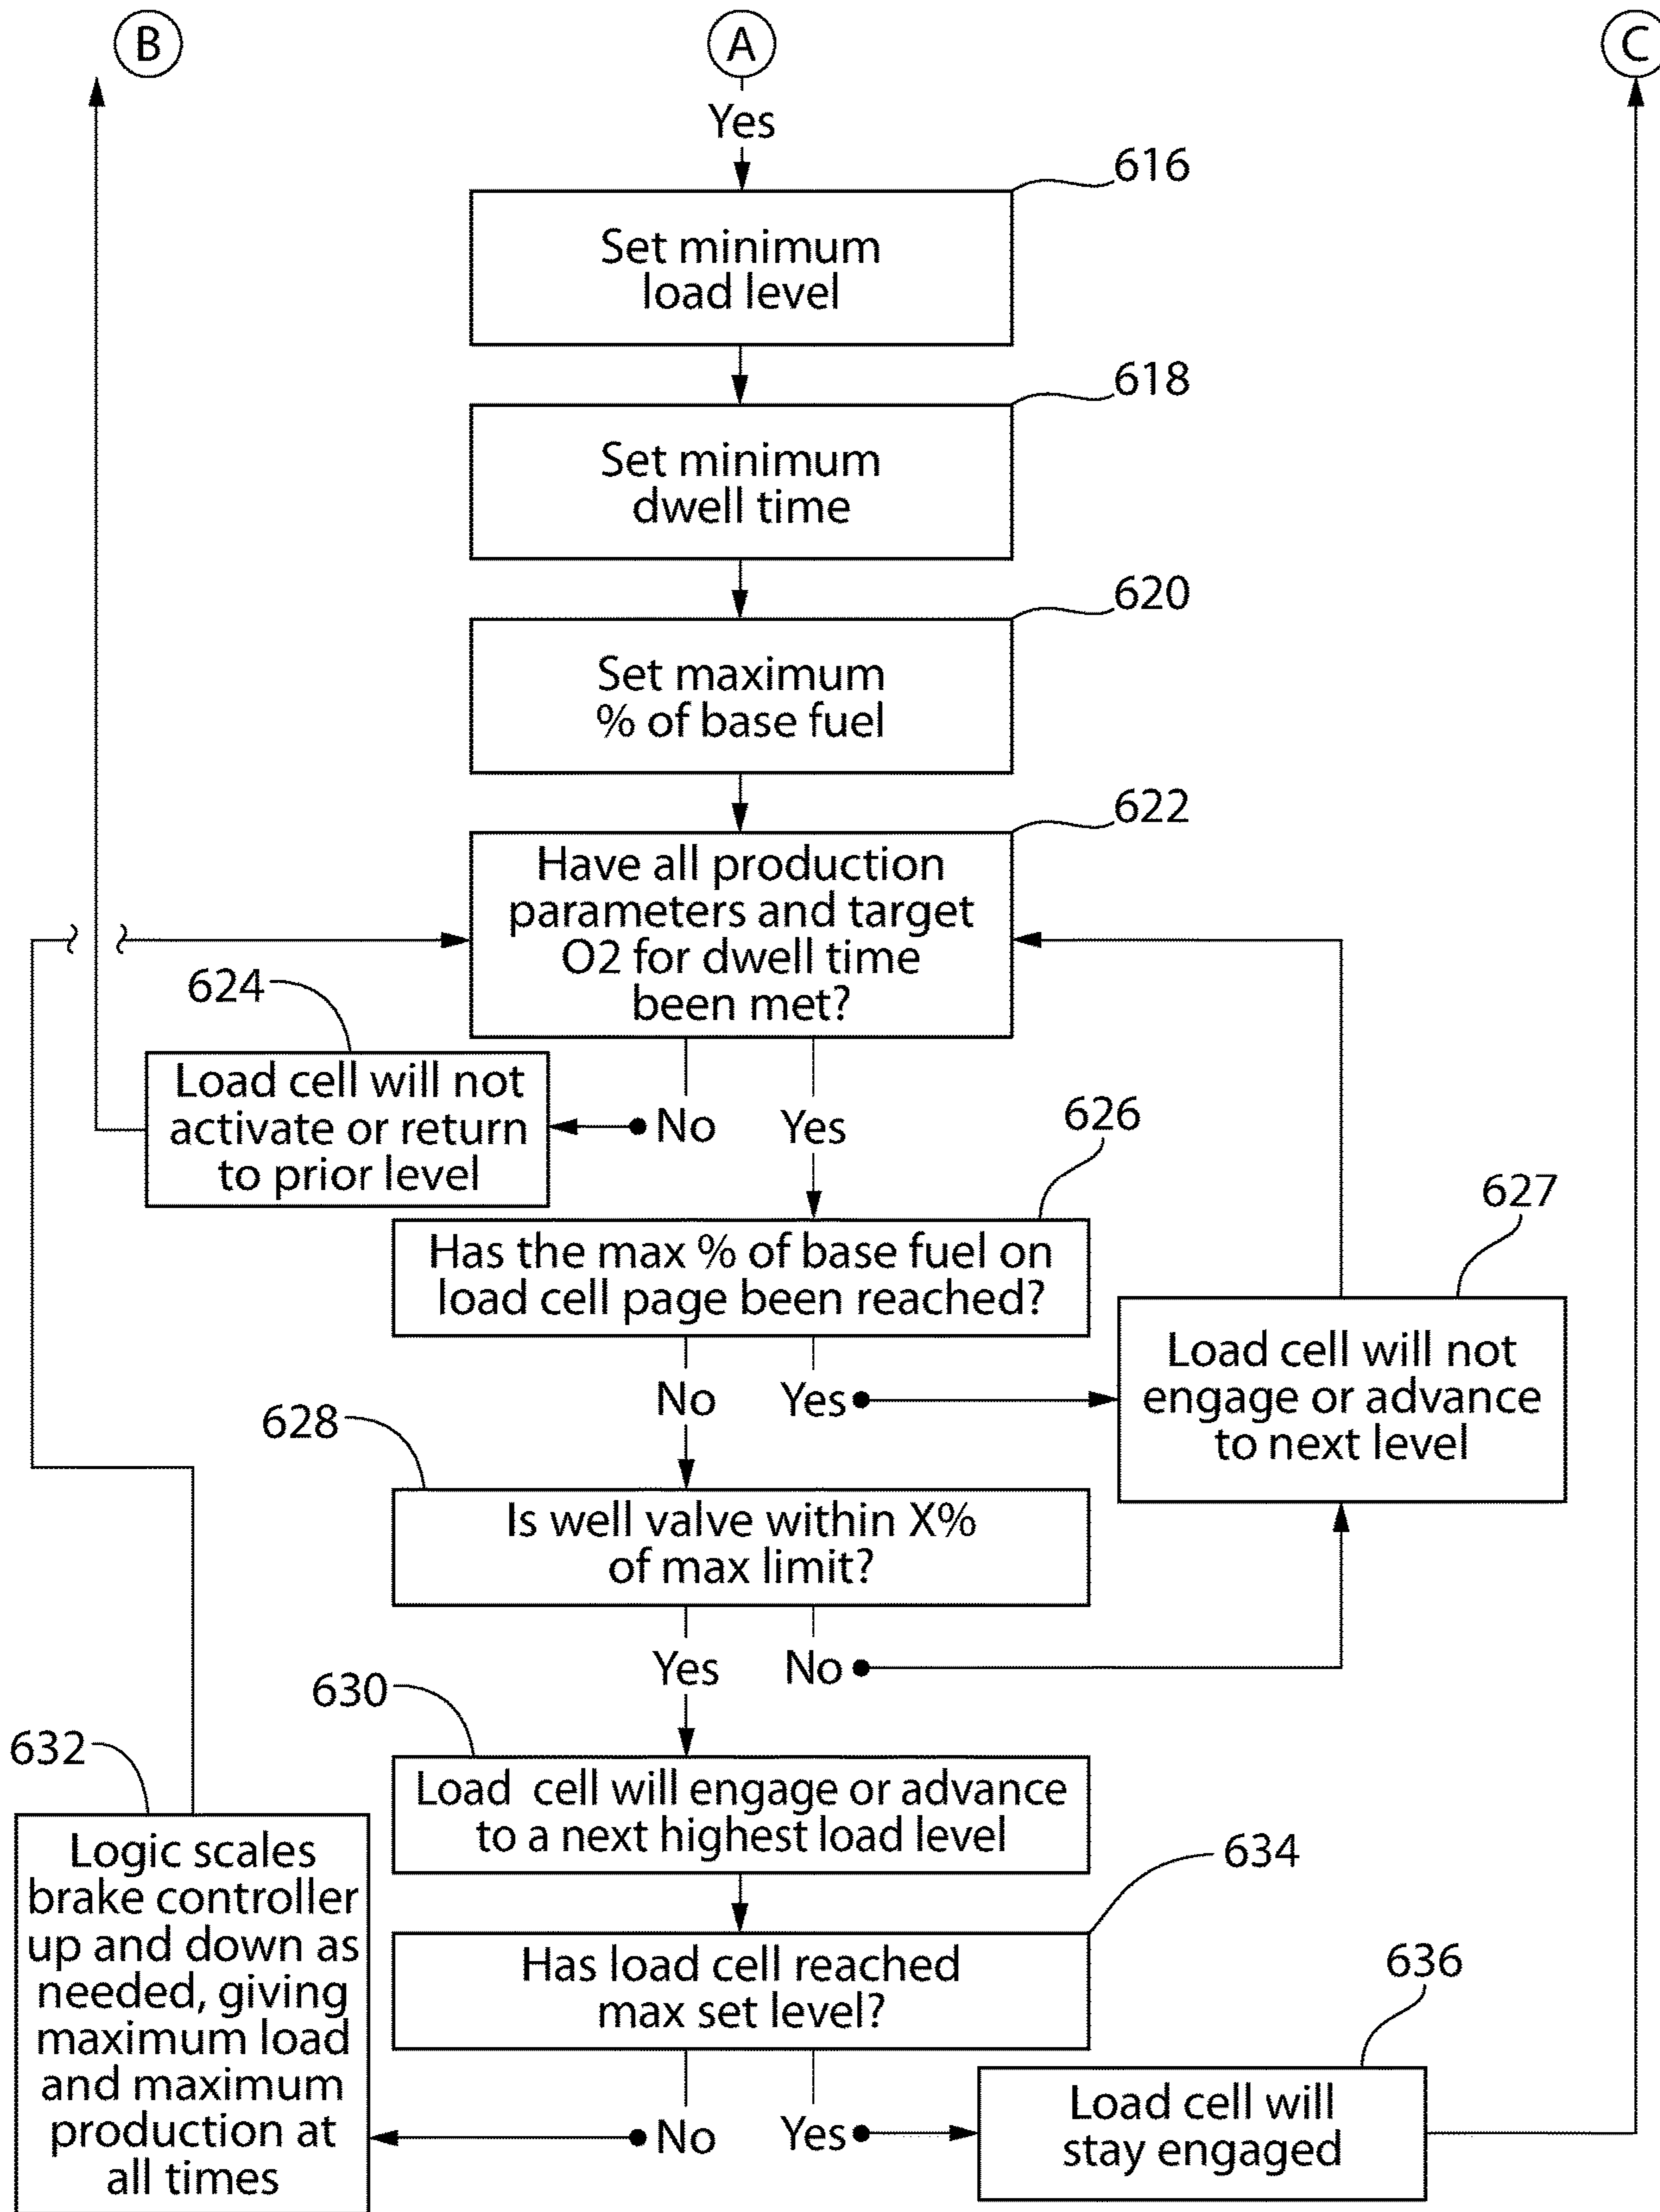 B
A
C
Yes
616
Set minimum
load level
618
Set minimum
dwell time
620
Set maximum
% of base fuel
622
Have all production
parameters and target
O2 for dwell time
been met?
624
Load cell will not
activate or return
to prior level
No
Yes
626
Has the max % of base fuel on
load cell page been reached?
627
Load cell will not
engage or advance
to next level
No
Yes
628
Is well valve within X%
of max limit?
Yes
No
630
Load cell will engage or advance
to a next highest load level
632
Logic scales
brake controller
up and down as
needed, giving
maximum load
and maximum
production at
all times
634
Has load cell reached
max set level?
No
Yes
636
Load cell will
stay engaged